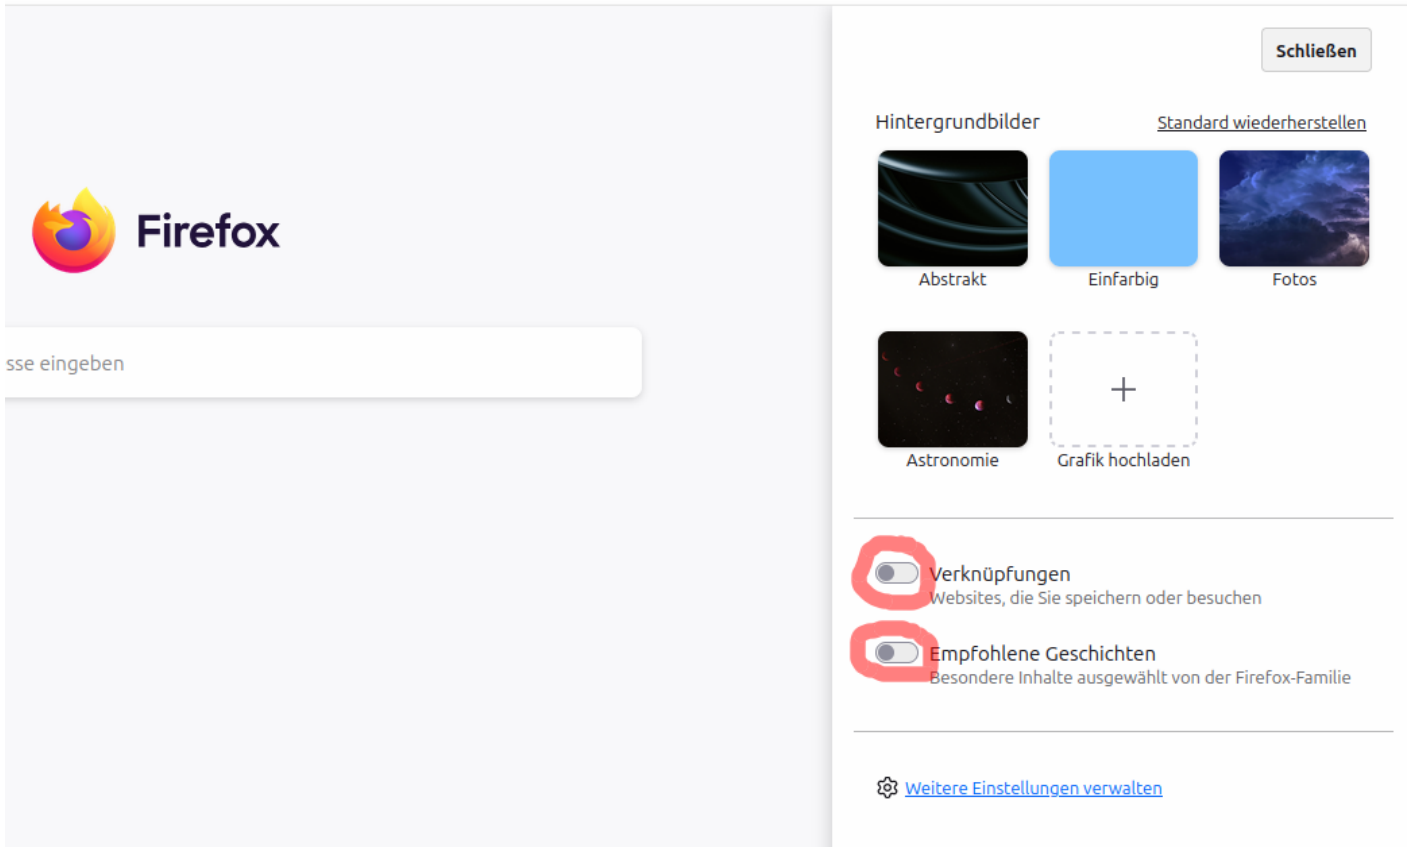 Schließen
Hintergrundbilder
Standard wiederherstellen
Firefox
Abstrakt
Einfarbig
Fotos
sse eingeben
Astronomie
Grafik hochladen
Verknüpfungen
Websites, die Sie speichern oder besuchen
Empfohlene Geschichten
Besondere Inhalte ausgewählt von der Firefox-Familie
Weitere Einstellungen verwalten